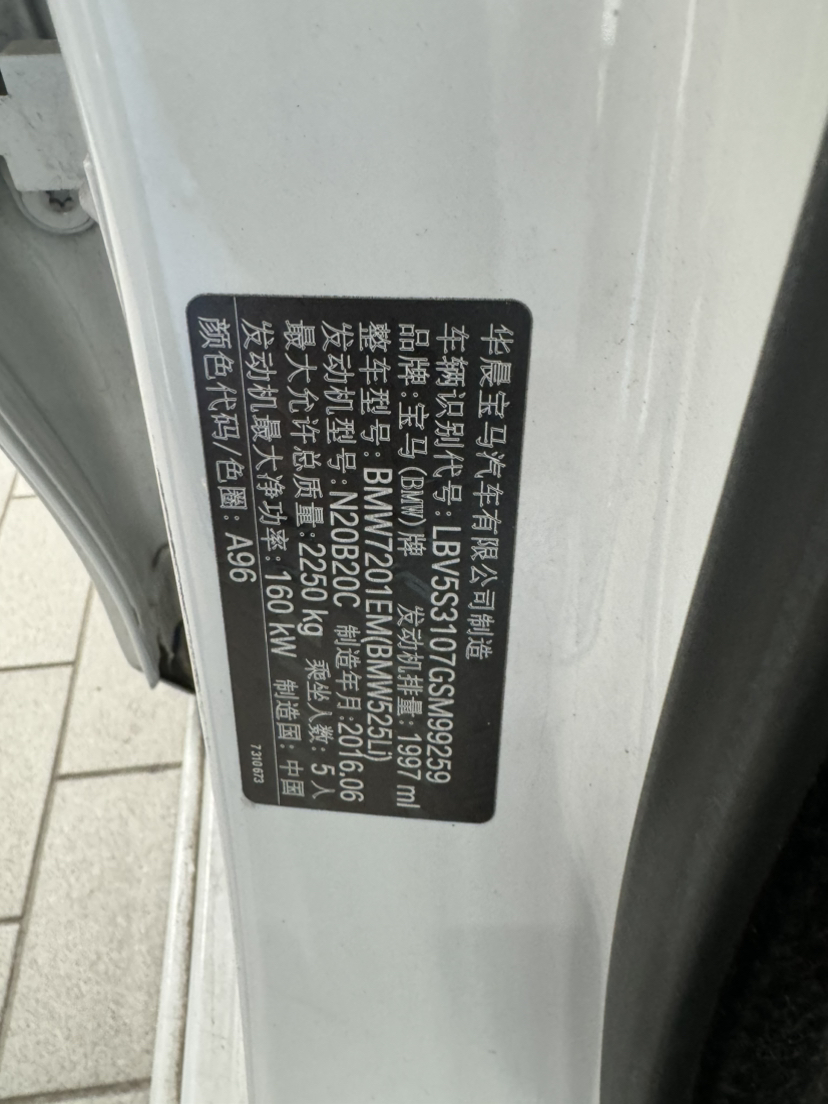 华晨宝马汽车有限公司制造
车辆识别代号:LBV5S3107GSM99259
品牌:宝马(BMW)牌 发动机排量:1997 ml
整车型号:BMW7201EM(BMW525Li)
发动机型号:N20B20C 制造年月:2016.06
最大允许总质量:2250 kg 乘坐人数:5人
发动机最大净功率:160 kW 制造国:中国
颜色代码/色圈:A96 7 310 673